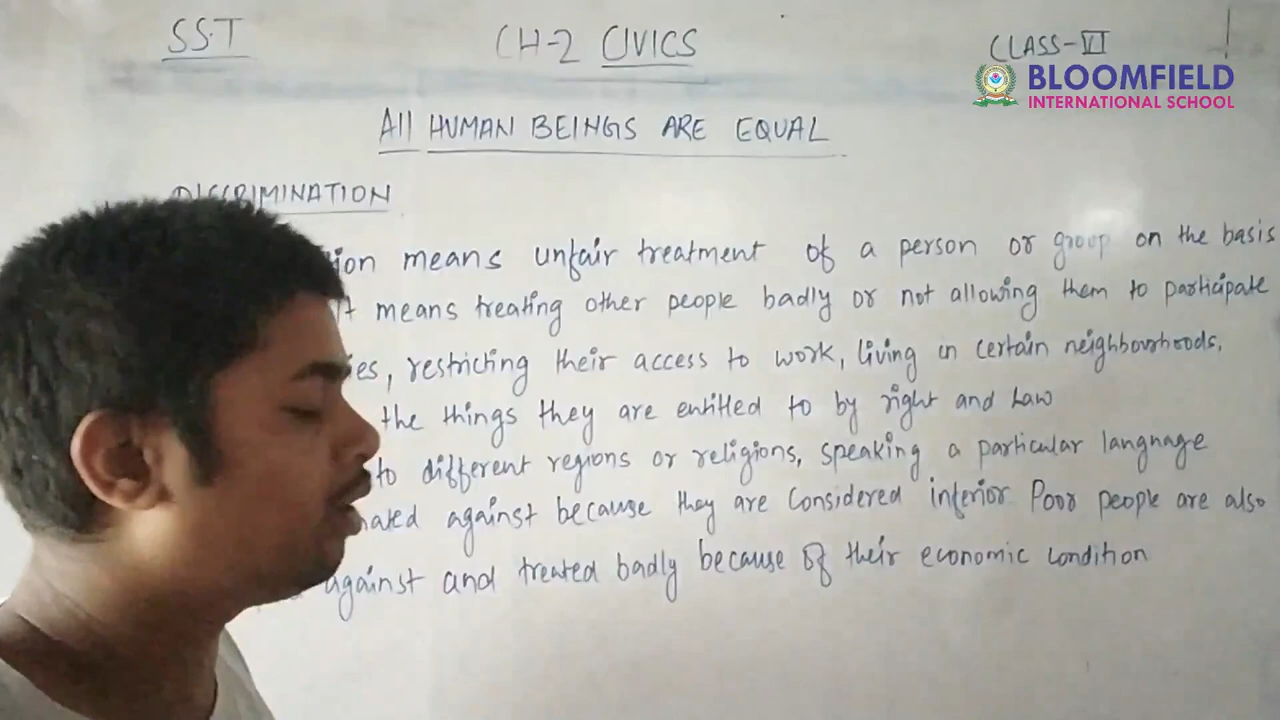 SST CH-2 CIVICS CLASS-VI
BLOOMFIELD
INTERNATIONAL SCHOOL
All HUMAN BEINGS ARE EQUAL
DISCRIMINATION
means unfair treatment of a person or group on the basis
means treating other people badly or not allowing them to participate
, restricting their access to work, living in certain neighbourhoods,
the things they are entitled to by right and Law
to different regions or religions, speaking a particular language
against because they are considered inferior Poor people are also
against and treated badly because of their economic condition